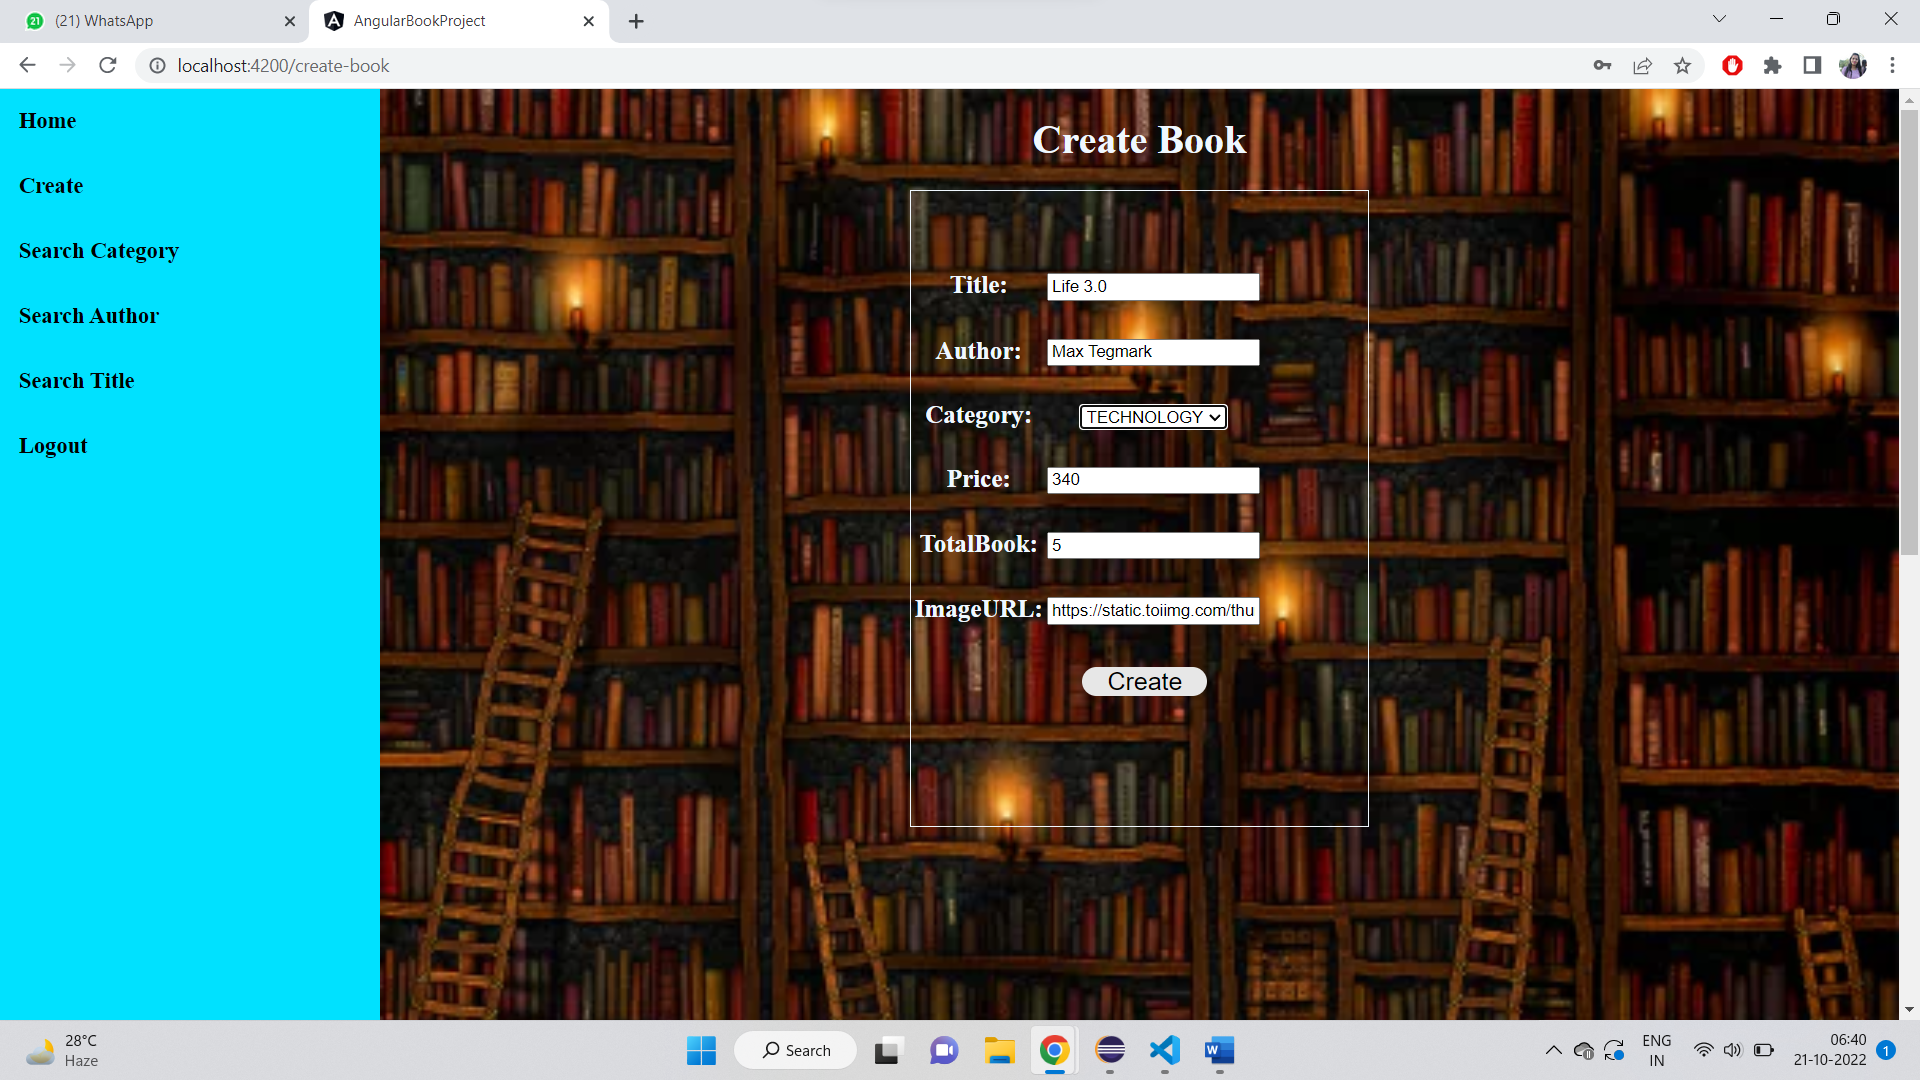 (21) WhatsApp
AngularBookProject
localhost:4200/create-book
Home
Create
Search Category
Search Author
Search Title
Logout
Create Book
Title: Life 3.0
Author: Max Tegmark
Category: TECHNOLOGY
Price: 340
TotalBook: 5
ImageURL: https://static.toiimg.com/thu
Create
28°C
Haze
Search
ENG
IN
06:40
21-10-2022
1